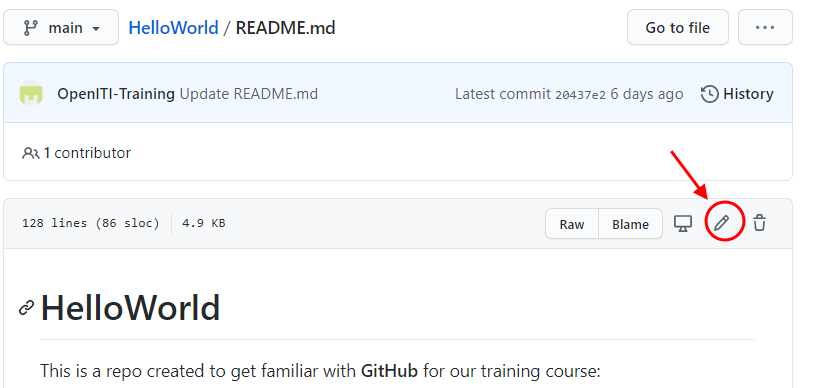 main HelloWorld / README.md Go to file ...
OpenITI-Training Update README.md Latest commit 20437e2 6 days ago History
1 contributor
128 lines (86 sloc) 4.9 KB Raw Blame
HelloWorld
This is a repo created to get familiar with GitHub for our training course: